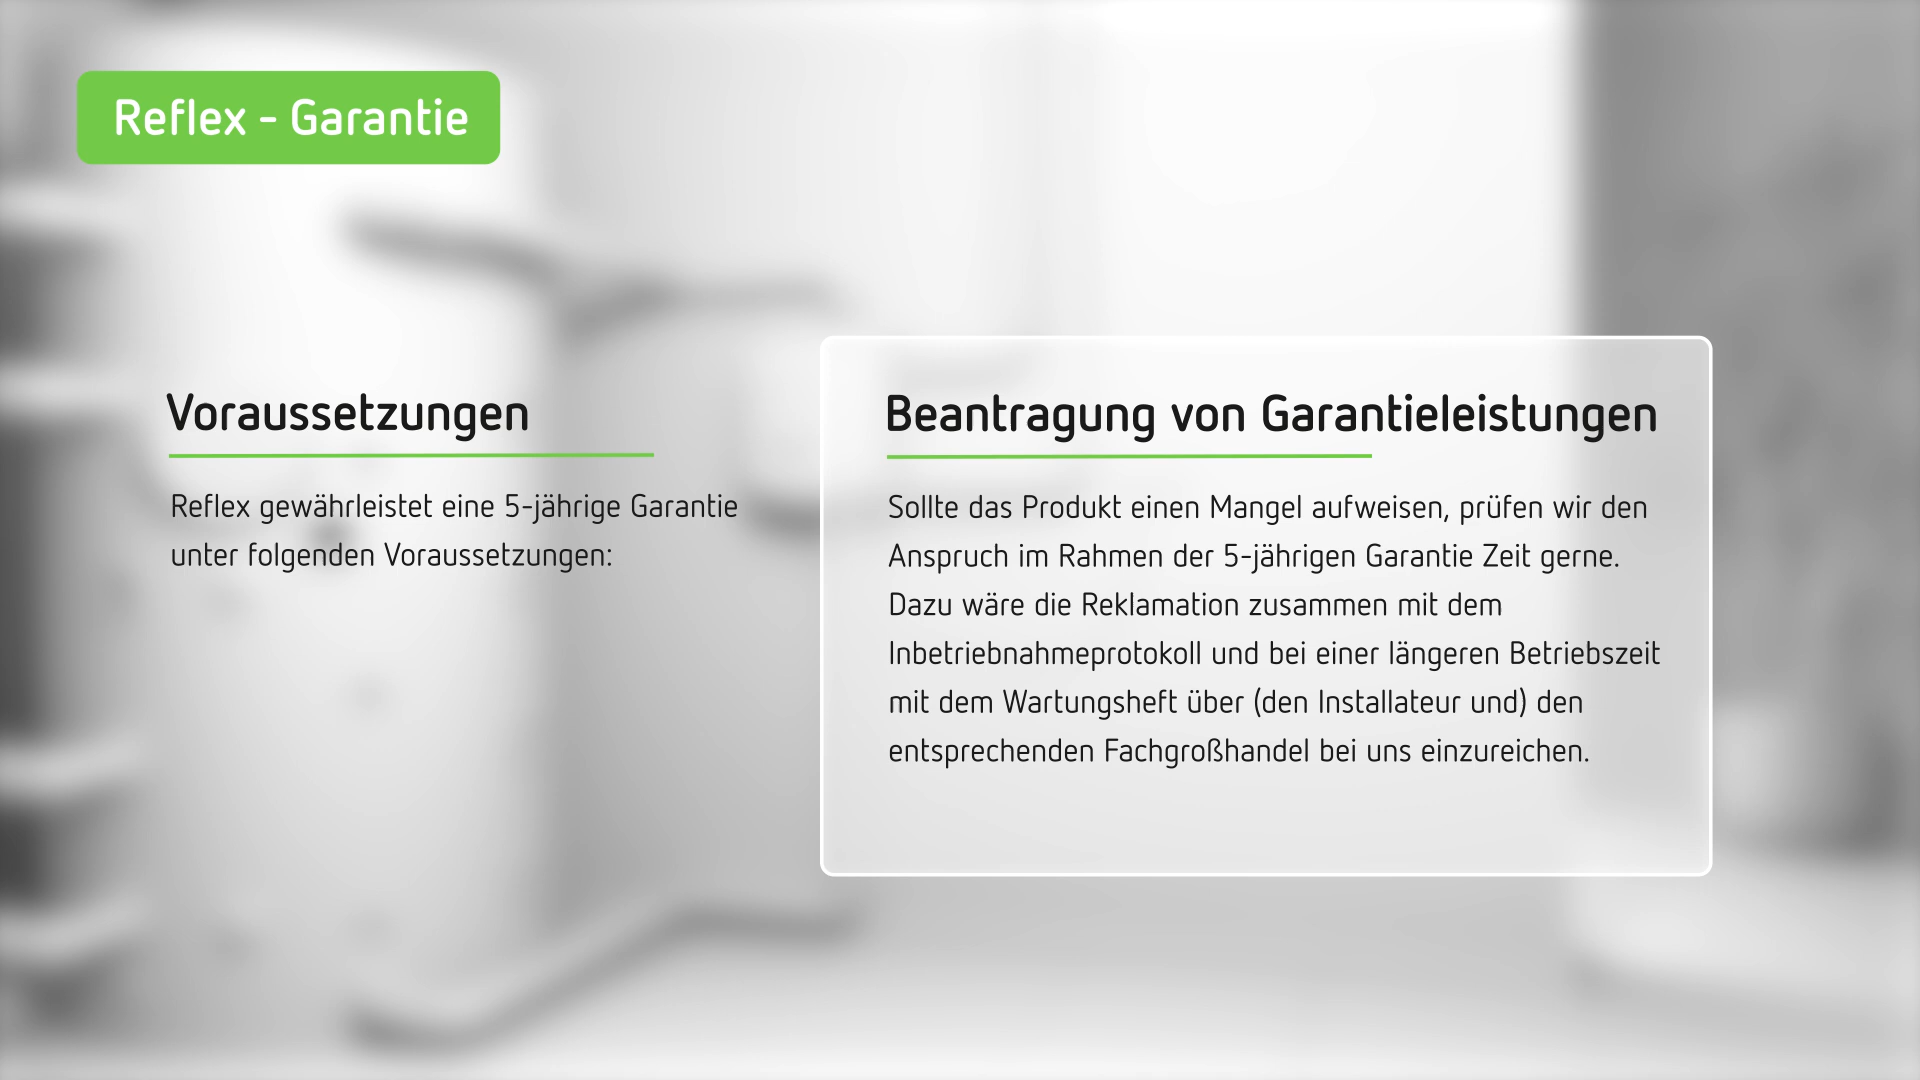 Reflex - Garantie
Voraussetzungen
Reflex gewährleistet eine 5-jährige Garantie
unter folgenden Voraussetzungen:
Beantragung von Garantieleistungen
Sollte das Produkt einen Mangel aufweisen, prüfen wir den
Anspruch im Rahmen der 5-jährigen Garantie Zeit gerne.
Dazu wäre die Reklamation zusammen mit dem
Inbetriebnahmeprotokoll und bei einer längeren Betriebszeit
mit dem Wartungsheft über (den Installateur und) den
entsprechenden Fachgroßhandel bei uns einzureichen.